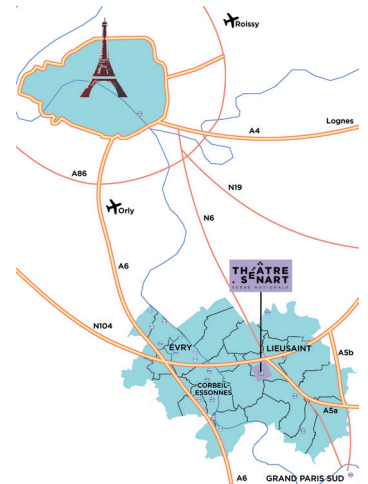 Roissy
A4
Lognes
A86
N19
Orly
N6
A6
THÉÂTRE
SÉNART
SCÈNE NATIONALE
N104
ÉVRY
LIEUSAINT
A5b
CORBEIL-
ESSONNES
A5a
A6
GRAND PARIS SUD